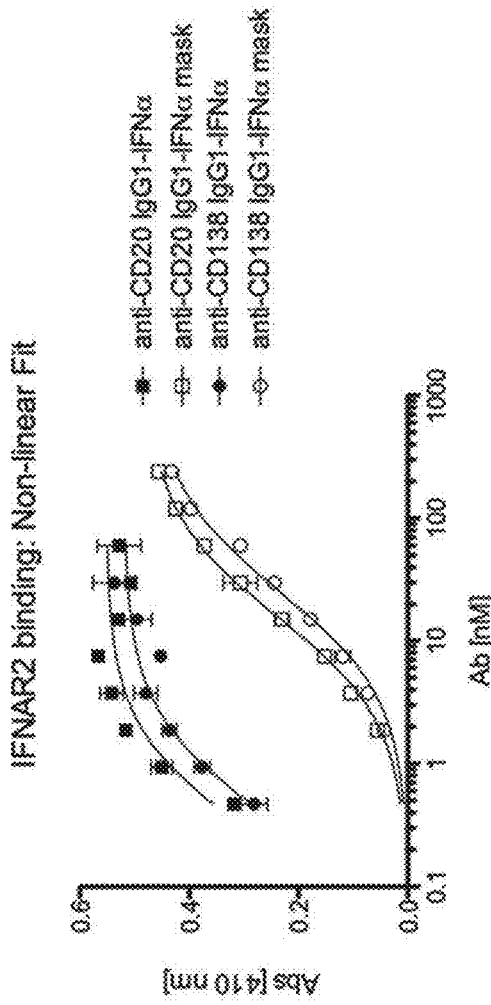 IFNAR2 binding: Non-linear Fit
Abs [410 nm]
0.6
0.4
0.2
0.0
0.1
1
10
100
1000
Ab [nM]
anti-CD20 IgG1-IFNα
anti-CD20 IgG1-IFNα mask
anti-CD138 IgG1-IFNα
anti-CD138 IgG1-IFNα mask